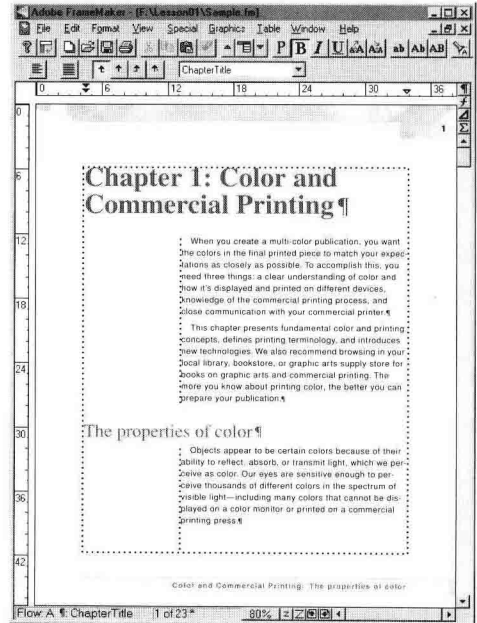 Adobe FrameMaker - [F:\Lesson01\Sample.fm]
File Edit Format View Special Graphics Table Window Help
P B I U ab Ab AB
ChapterTitle
0 6 12 18 24 30 36
0
1
6
Chapter 1: Color and
Commercial Printing¶
12
When you create a multi-color publication, you want
the colors in the final printed piece to match your expec-
tations as closely as possible. To accomplish this, you
need three things: a clear understanding of color and
how it's displayed and printed on different devices,
knowledge of the commercial printing process, and
18
close communication with your commercial printer.¶
This chapter presents fundamental color and printing
concepts, defines printing terminology, and introduces
new technologies. We also recommend browsing in your
local library, bookstore, or graphic arts supply store for
24
books on graphic arts and commercial printing. The
more you know about printing color, the better you can
prepare your publication.¶
30
The properties of color¶
Objects appear to be certain colors because of their
ability to reflect, absorb, or transmit light, which we per-
ceive as color. Our eyes are sensitive enough to per-
ceive thousands of different colors in the spectrum of
36
visible light—including many colors that cannot be dis-
played on a color monitor or printed on a commercial
printing press.¶
42
Color and Commercial Printing: The properties of color
Flow: A ¶: ChapterTitle 1 of 23 * 80% z Z